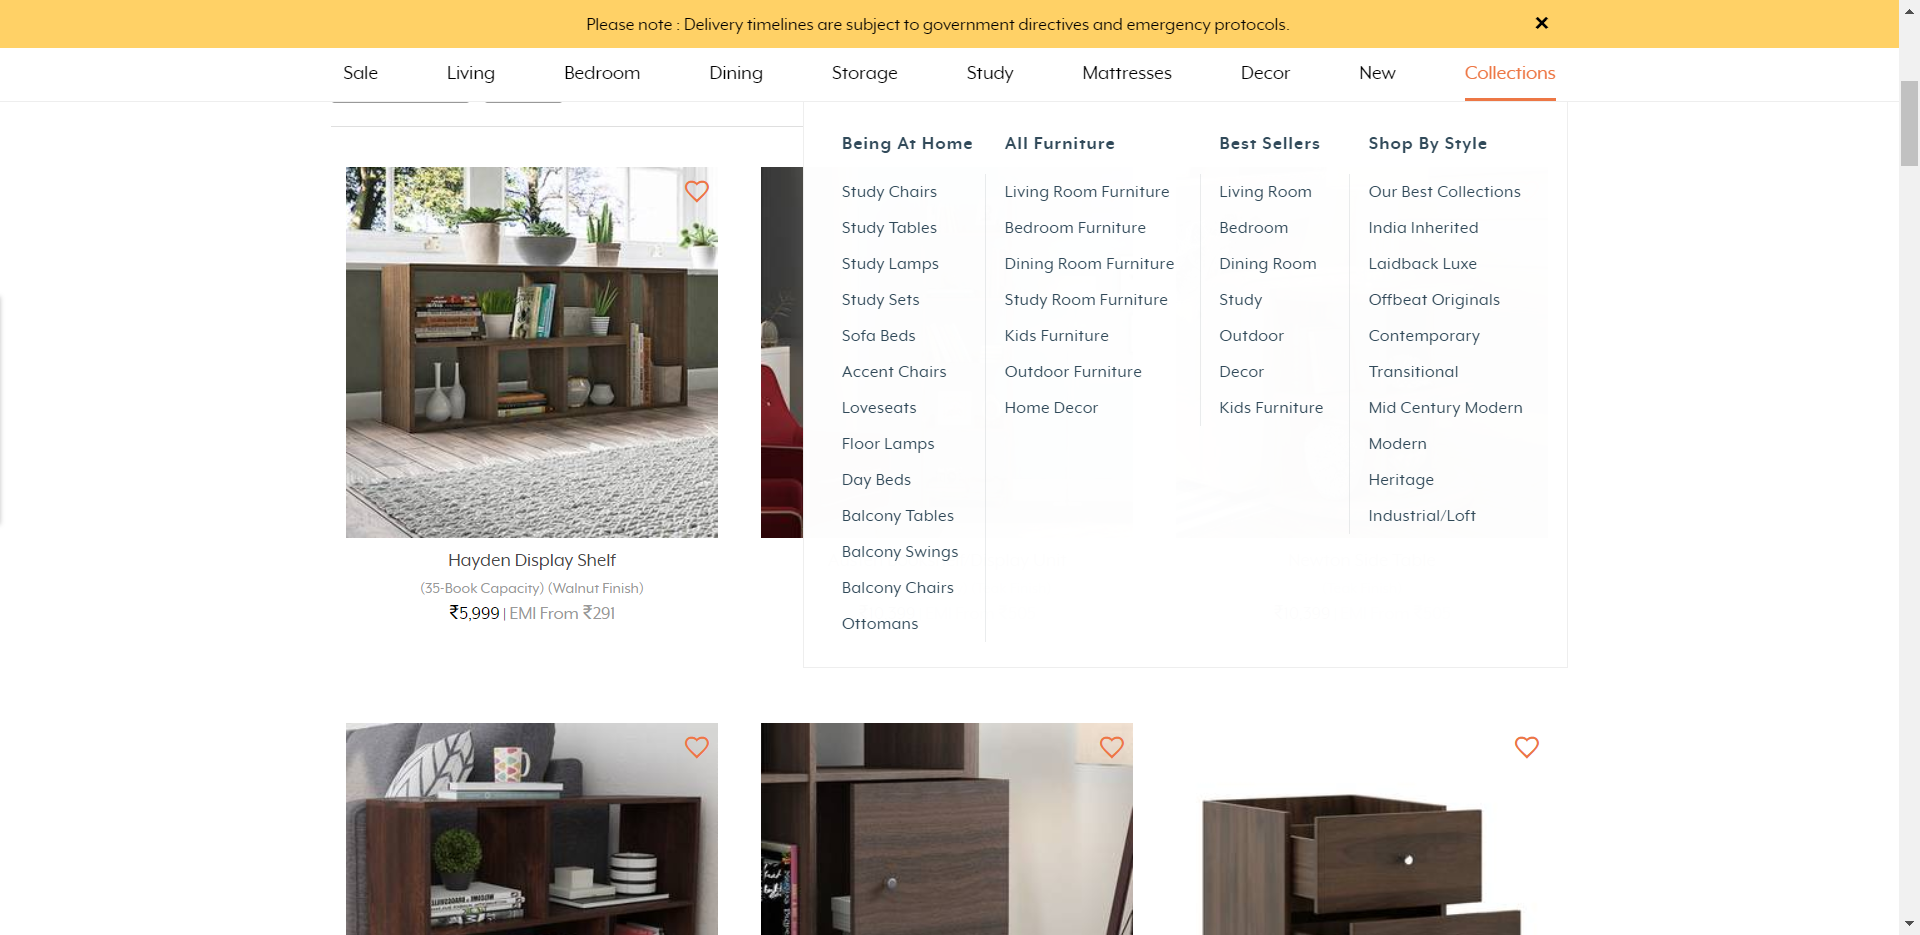 Please note : Delivery timelines are subject to government directives and emergency protocols.
Sale Living Bedroom Dining Storage Study Mattresses Decor New Collections
Being At Home
Study Chairs
Study Tables
Study Lamps
Study Sets
Sofa Beds
Accent Chairs
Loveseats
Floor Lamps
Day Beds
Balcony Tables
Balcony Swings
Balcony Chairs
Ottomans
All Furniture
Living Room Furniture
Bedroom Furniture
Dining Room Furniture
Study Room Furniture
Kids Furniture
Outdoor Furniture
Home Decor
Best Sellers
Living Room
Bedroom
Dining Room
Study
Outdoor
Decor
Kids Furniture
Shop By Style
Our Best Collections
India Inherited
Laidback Luxe
Offbeat Originals
Contemporary
Transitional
Mid Century Modern
Modern
Heritage
Industrial/Loft
Hayden Display Shelf
(35-Book Capacity) (Walnut Finish)
₹5,999 | EMI From ₹291